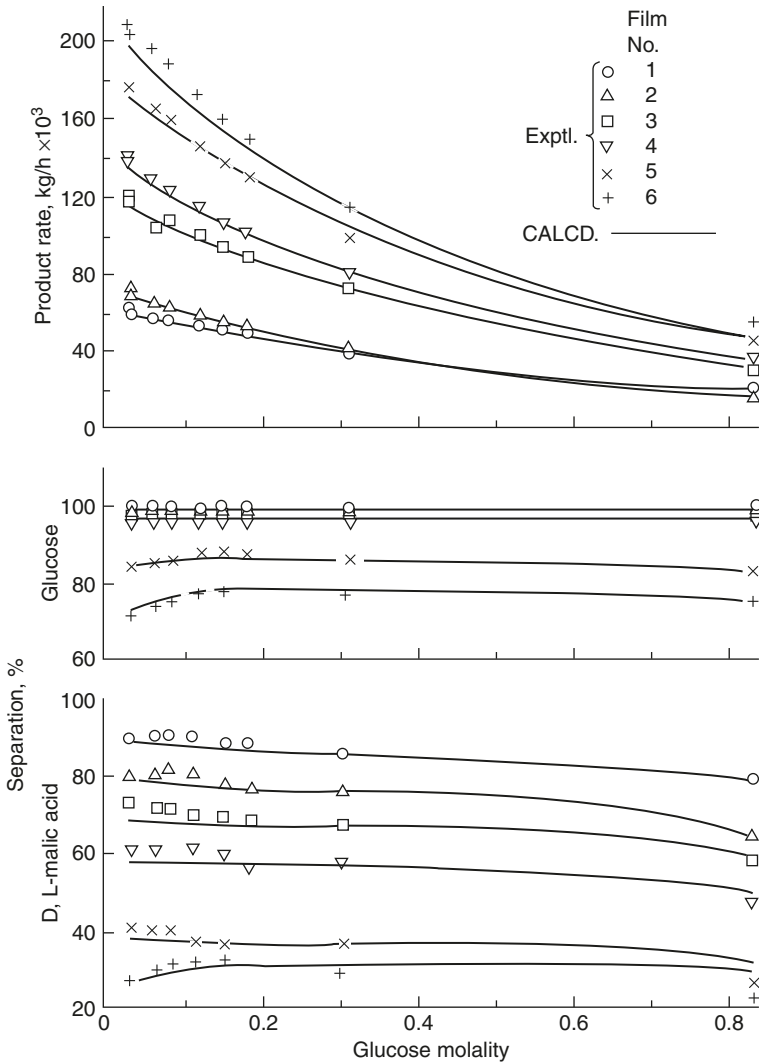 Film
No.
1
2
3
Exptl.
4
5
6
CALCD.
Product rate, kg/h ×10³
200
160
120
80
40
0
Separation, %
Glucose
100
80
60
D, L-malic acid
100
80
60
40
20
0
0.2
0.4
0.6
0.8
Glucose molality